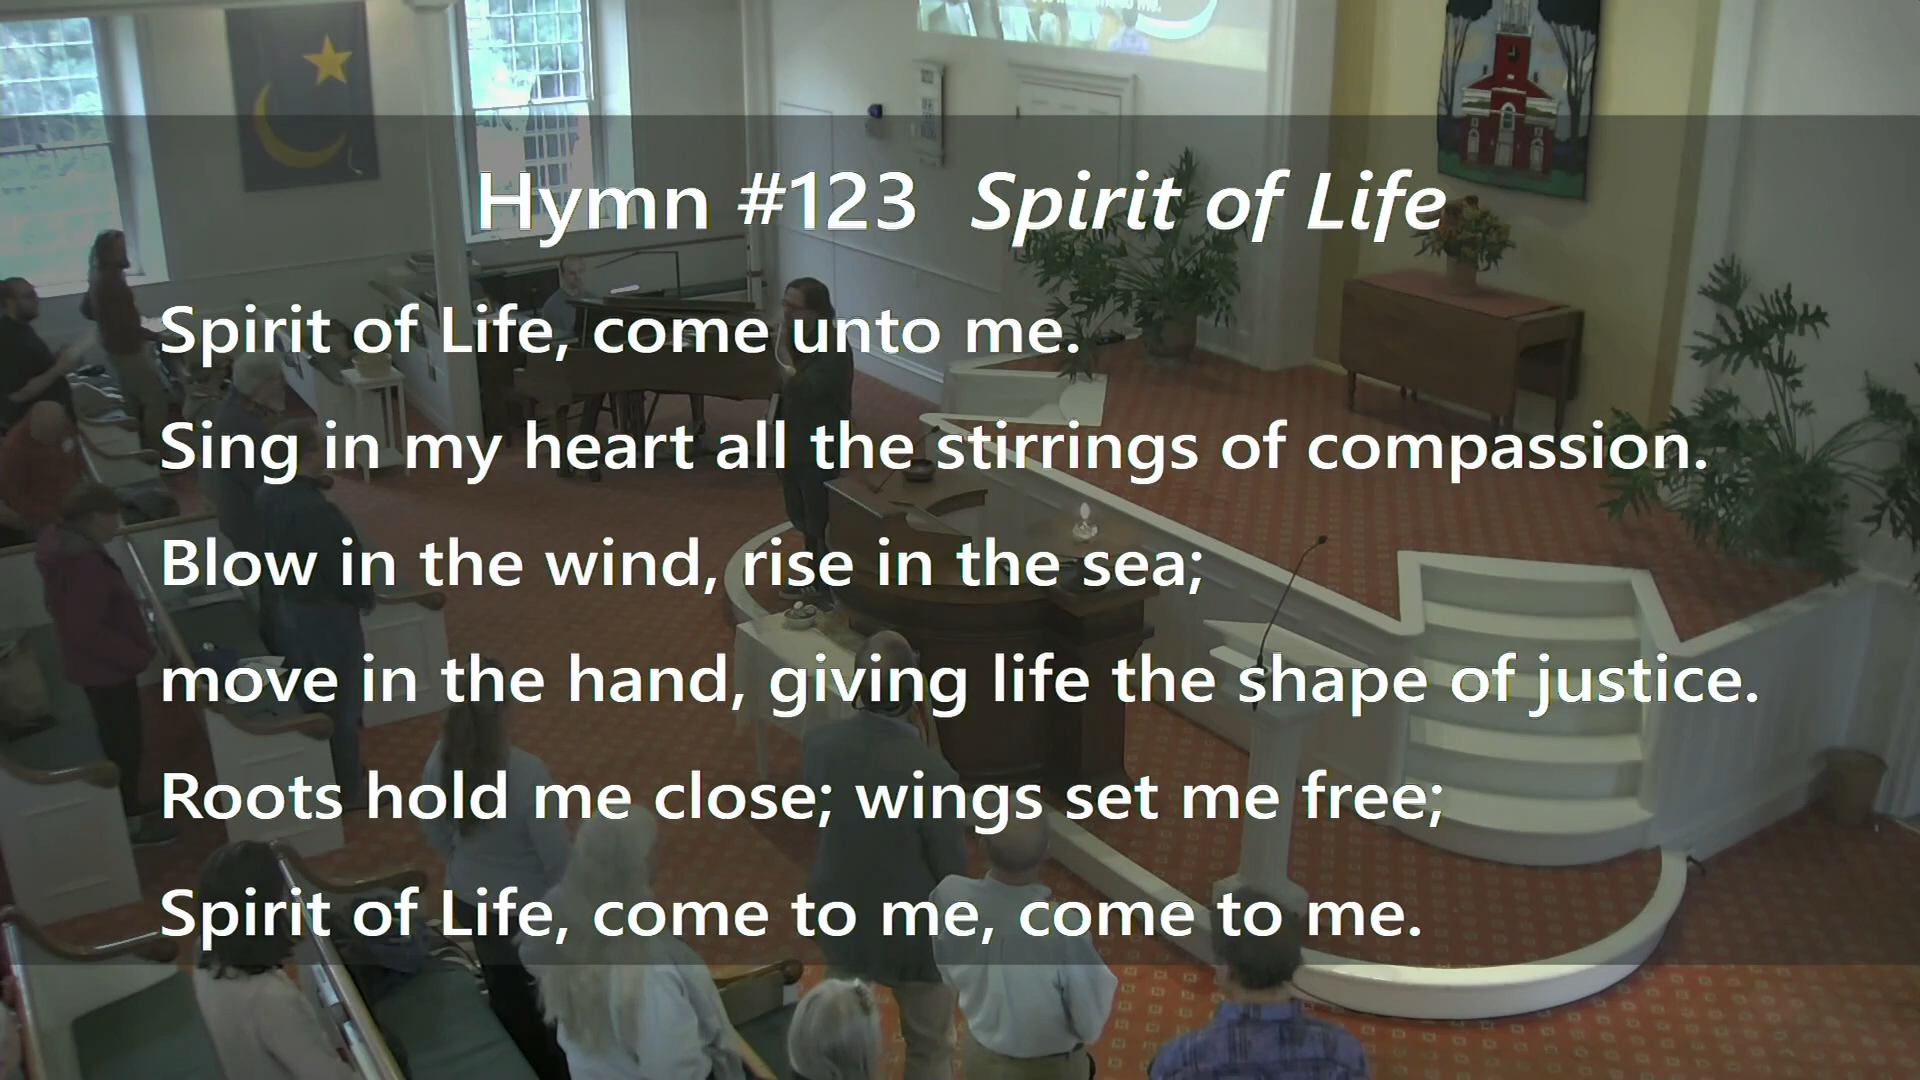 Hymn #123 Spirit of Life
Spirit of Life, come unto me.
Sing in my heart all the stirrings of compassion.
Blow in the wind, rise in the sea;
move in the hand, giving life the shape of justice.
Roots hold me close; wings set me free;
Spirit of Life, come to me, come to me.